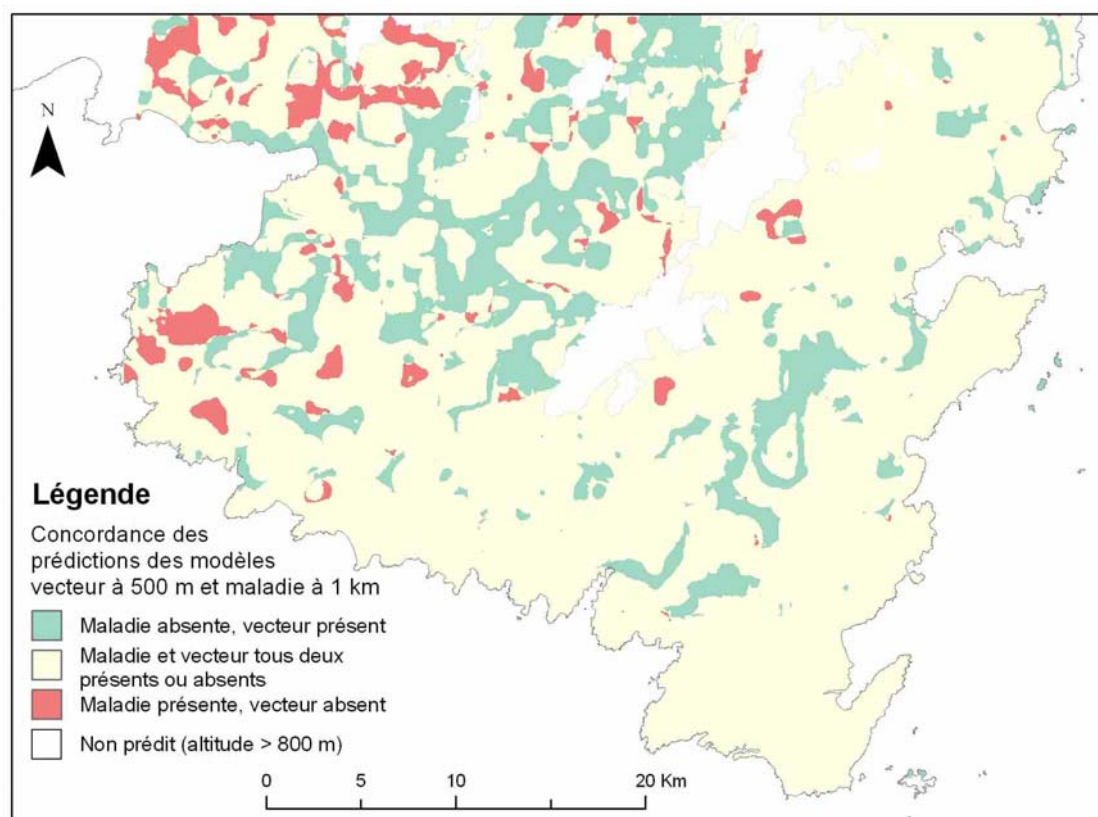 N
Légende
Concordance des
prédictions des modèles
vecteur à 500 m et maladie à 1 km
Maladie absente, vecteur présent
Maladie et vecteur tous deux
présents ou absents
Maladie présente, vecteur absent
Non prédit (altitude > 800 m)
0 5 10 20 Km